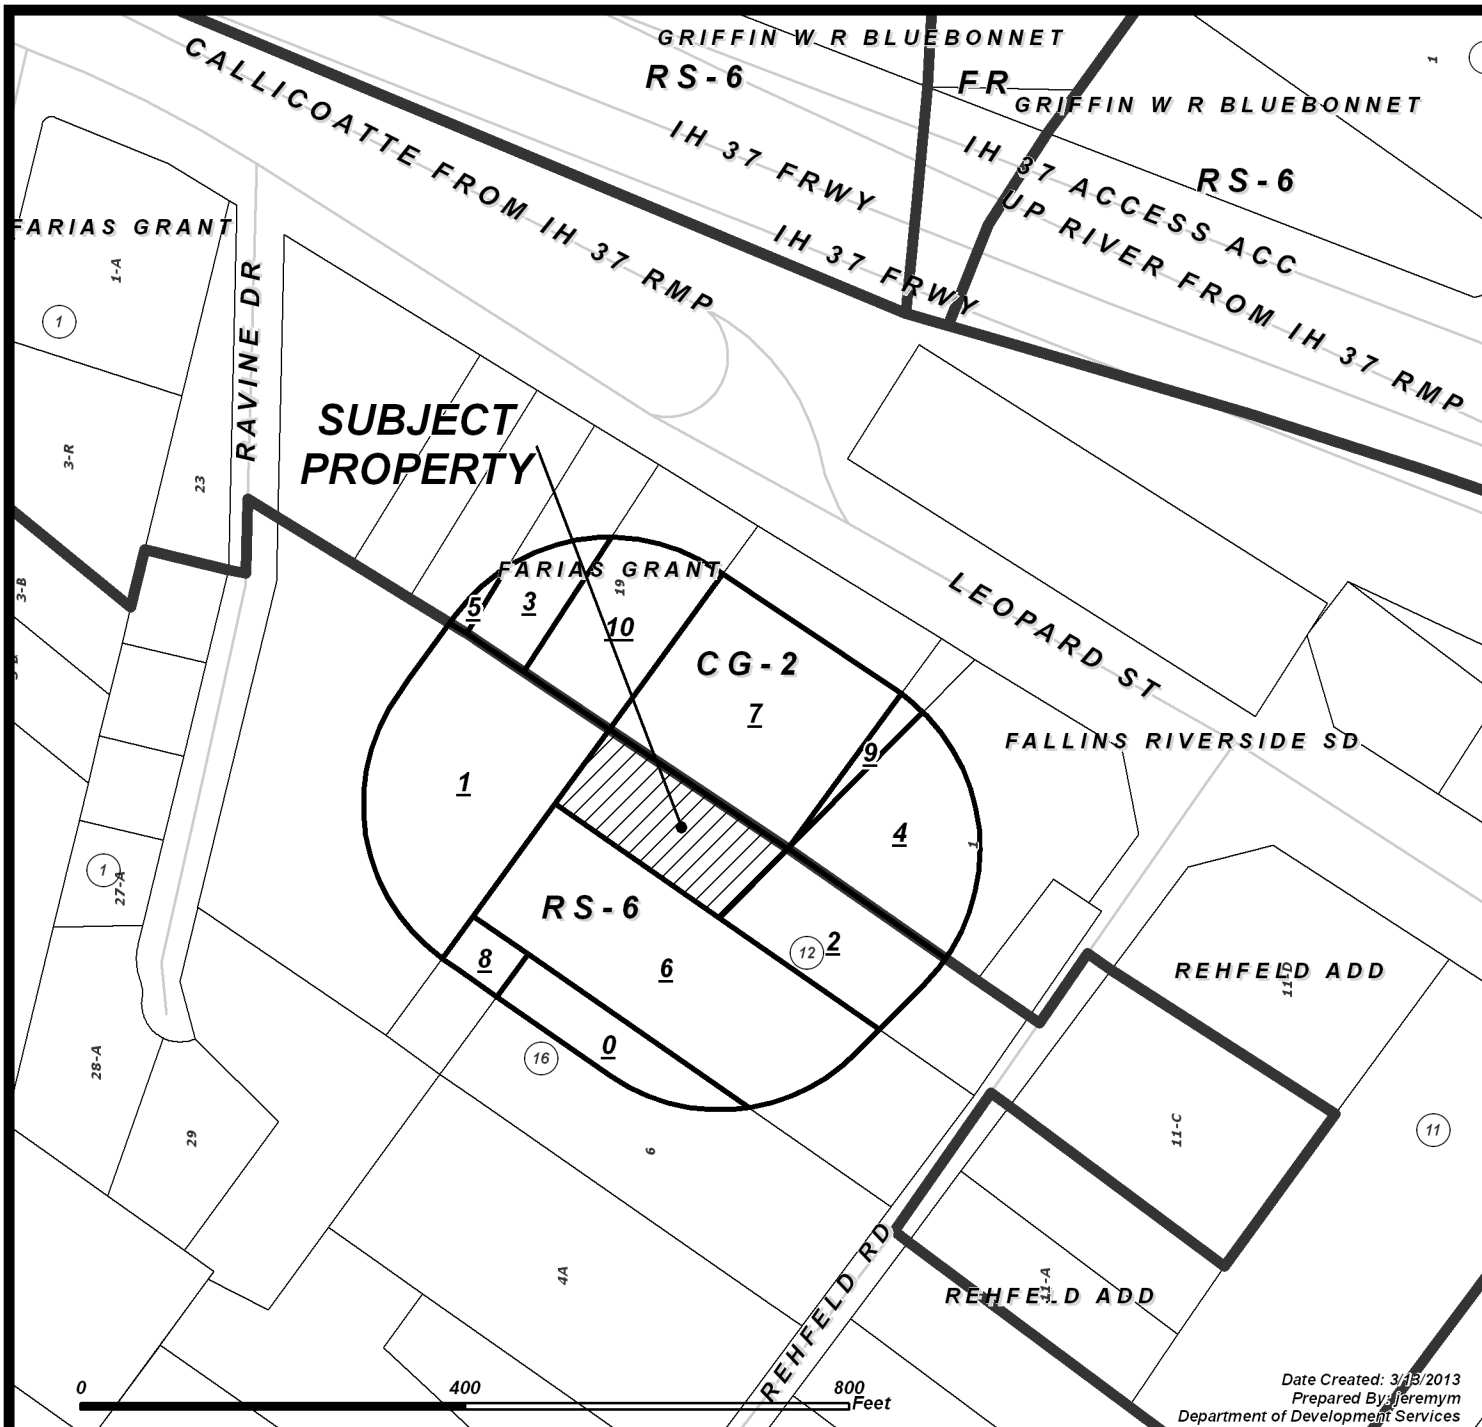 GRIFFIN W R BLUEBONNET
RS-6
FR
1
GRIFFIN W R BLUEBONNET
CALLICOATTE FROM IH 37 RMP
IH 37 FRWY
IH 37 ACCESS ACC
RS-6
UP RIVER FROM IH 37 RMP
IH 37 FRWY
FARIAS GRANT
1-A
1
RAVINE DR
SUBJECT
PROPERTY
3-R
23
3-B
FARIAS GRANT
19
5
3
10
CG-2
7
LEOPARD ST
FALLINS RIVERSIDE SD
9
1
4
1
1
27-A
RS-6
12
2
8
6
REHFELD ADD
11D
0
16
28-A
29
6
11-C
11
4A
REHFELD RD
11-A
REHFELD ADD
0 400 800
Feet
Date Created: 3/13/2013
Prepared By: jeremym
Department of Development Services